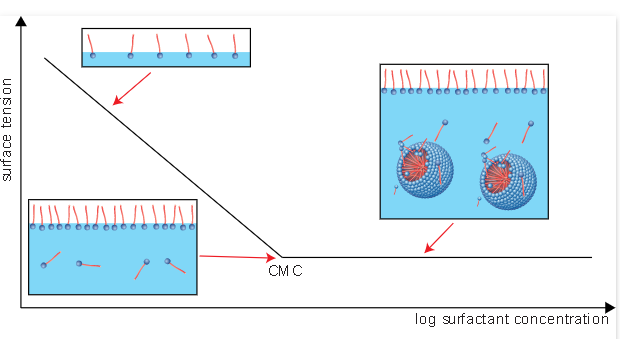 surface tension
CMC
log surfactant concentration